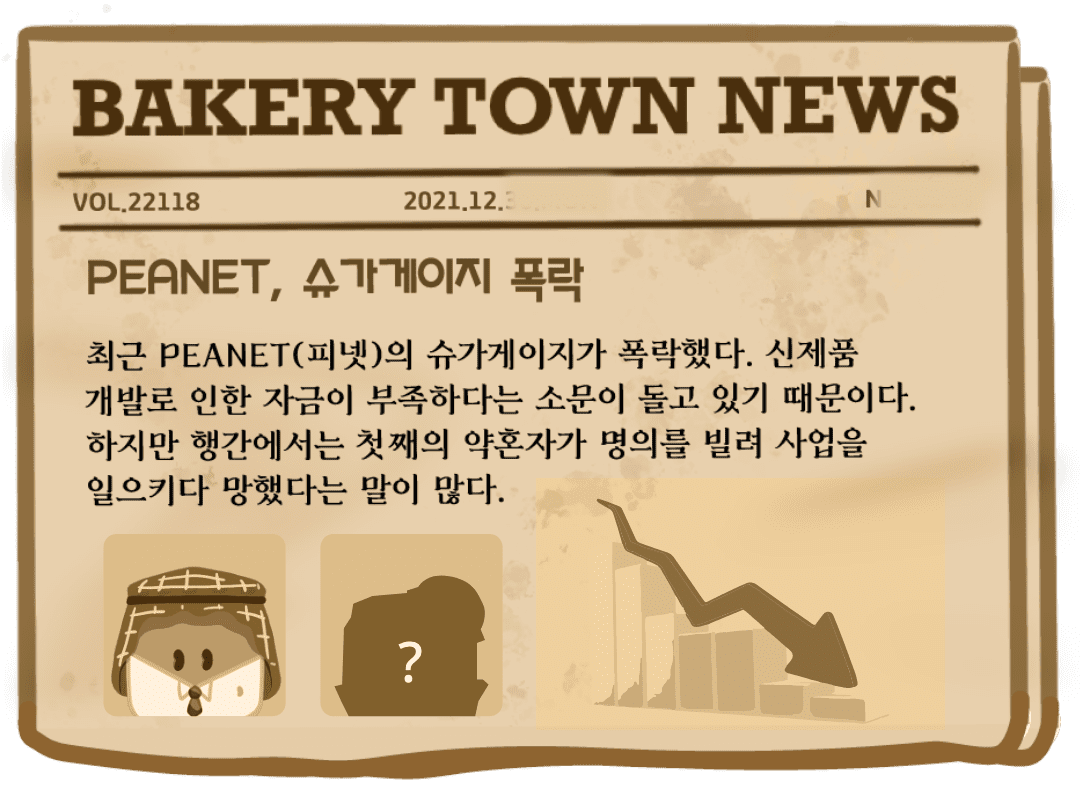 BAKERY TOWN NEWS
VOL.22118 2021.12.3 N
PEANET, 슈가게이지 폭락
최근 PEANET(피넷)의 슈가게이지가 폭락했다. 신제품
개발로 인한 자금이 부족하다는 소문이 돌고 있기 때문이다.
하지만 행간에서는 첫째의 약혼자가 명의를 빌려 사업을
일으키다 망했다는 말이 많다.
?